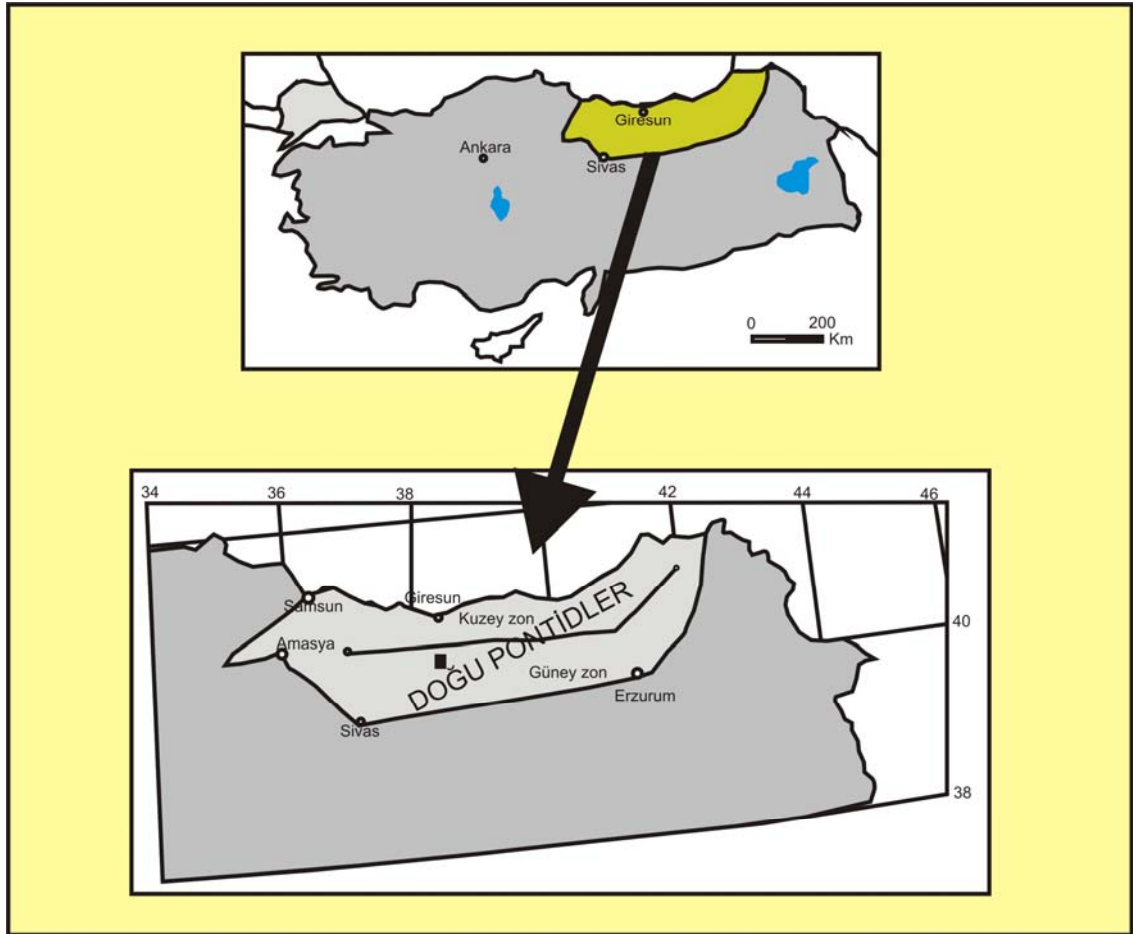 Giresun
Ankara
Sivas
0 200
Km
34 36 38 42 44 46
Samsun
Giresun
Kuzey zon
40
Amasya
DOĞU PONTİDLER
Güney zon
Erzurum
Sivas
38